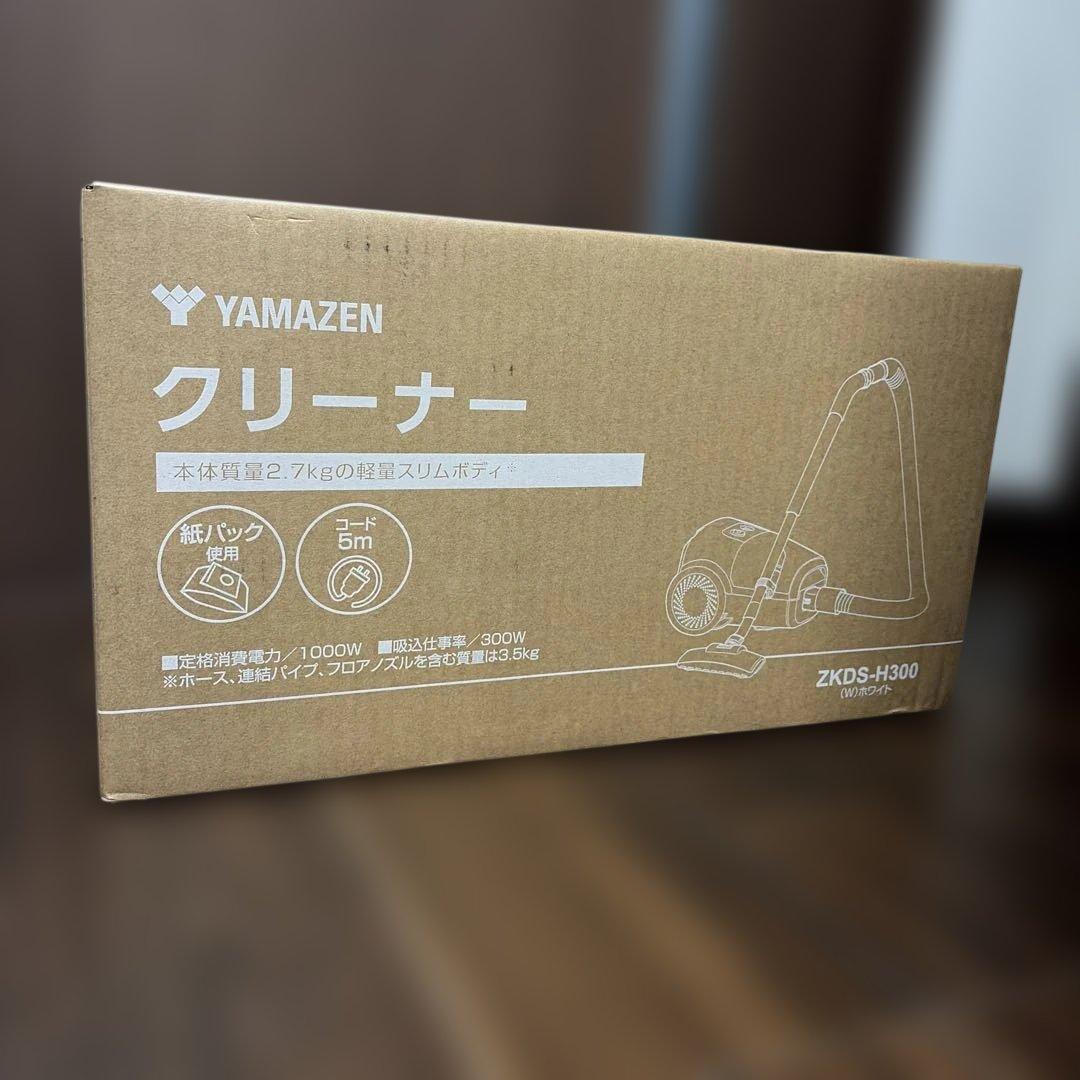 YAMAZEN
クリーナー
本体質量2.7kgの軽量スリムボディ※
紙パック
使用
コード
5m
■定格消費電力／1000W ■吸込仕事率／300W
※ホース、連結パイプ、フロアノズルを含む質量は3.5kg
ZKDS-H300
(W)ホワイト